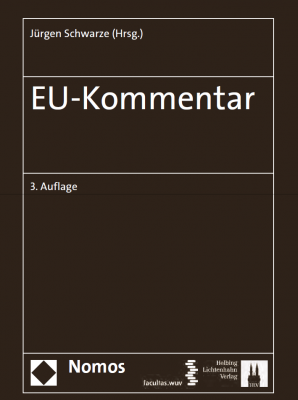 Jürgen Schwarze (Hrsg.)
EU-Kommentar
3. Auflage
Nomos
facultas.wuv
Helbing
Lichtenhahn
Verlag